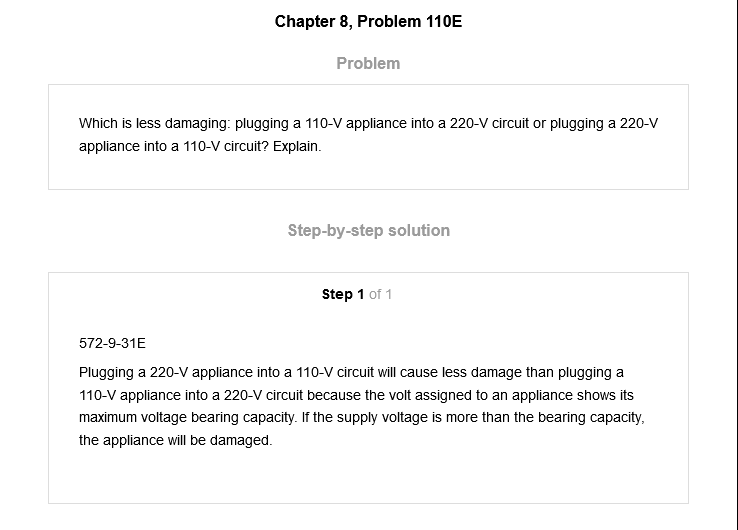 Chapter 8, Problem 110E
Problem
Which is less damaging: plugging a 110-V appliance into a 220-V circuit or plugging a 220-V
appliance into a 110-V circuit? Explain.
Step-by-step solution
Step 1 of 1
572-9-31E
Plugging a 220-V appliance into a 110-V circuit will cause less damage than plugging a
110-V appliance into a 220-V circuit because the volt assigned to an appliance shows its
maximum voltage bearing capacity. If the supply voltage is more than the bearing capacity,
the appliance will be damaged.